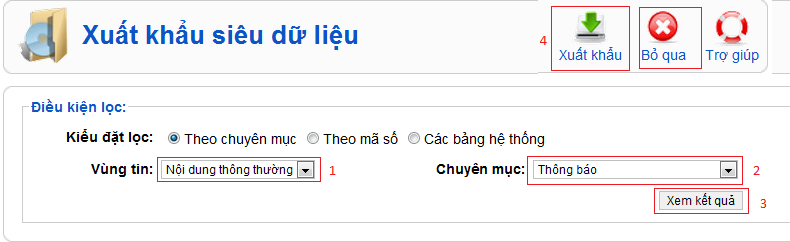 Xuất khẩu siêu dữ liệu
4
Xuất khẩu Bỏ qua Trợ giúp
Điều kiện lọc:
Kiểu đặt lọc: Theo chuyên mục Theo mã số Các bảng hệ thống
Vùng tin: Nội dung thông thường 1 Chuyên mục: Thông báo 2
Xem kết quả 3